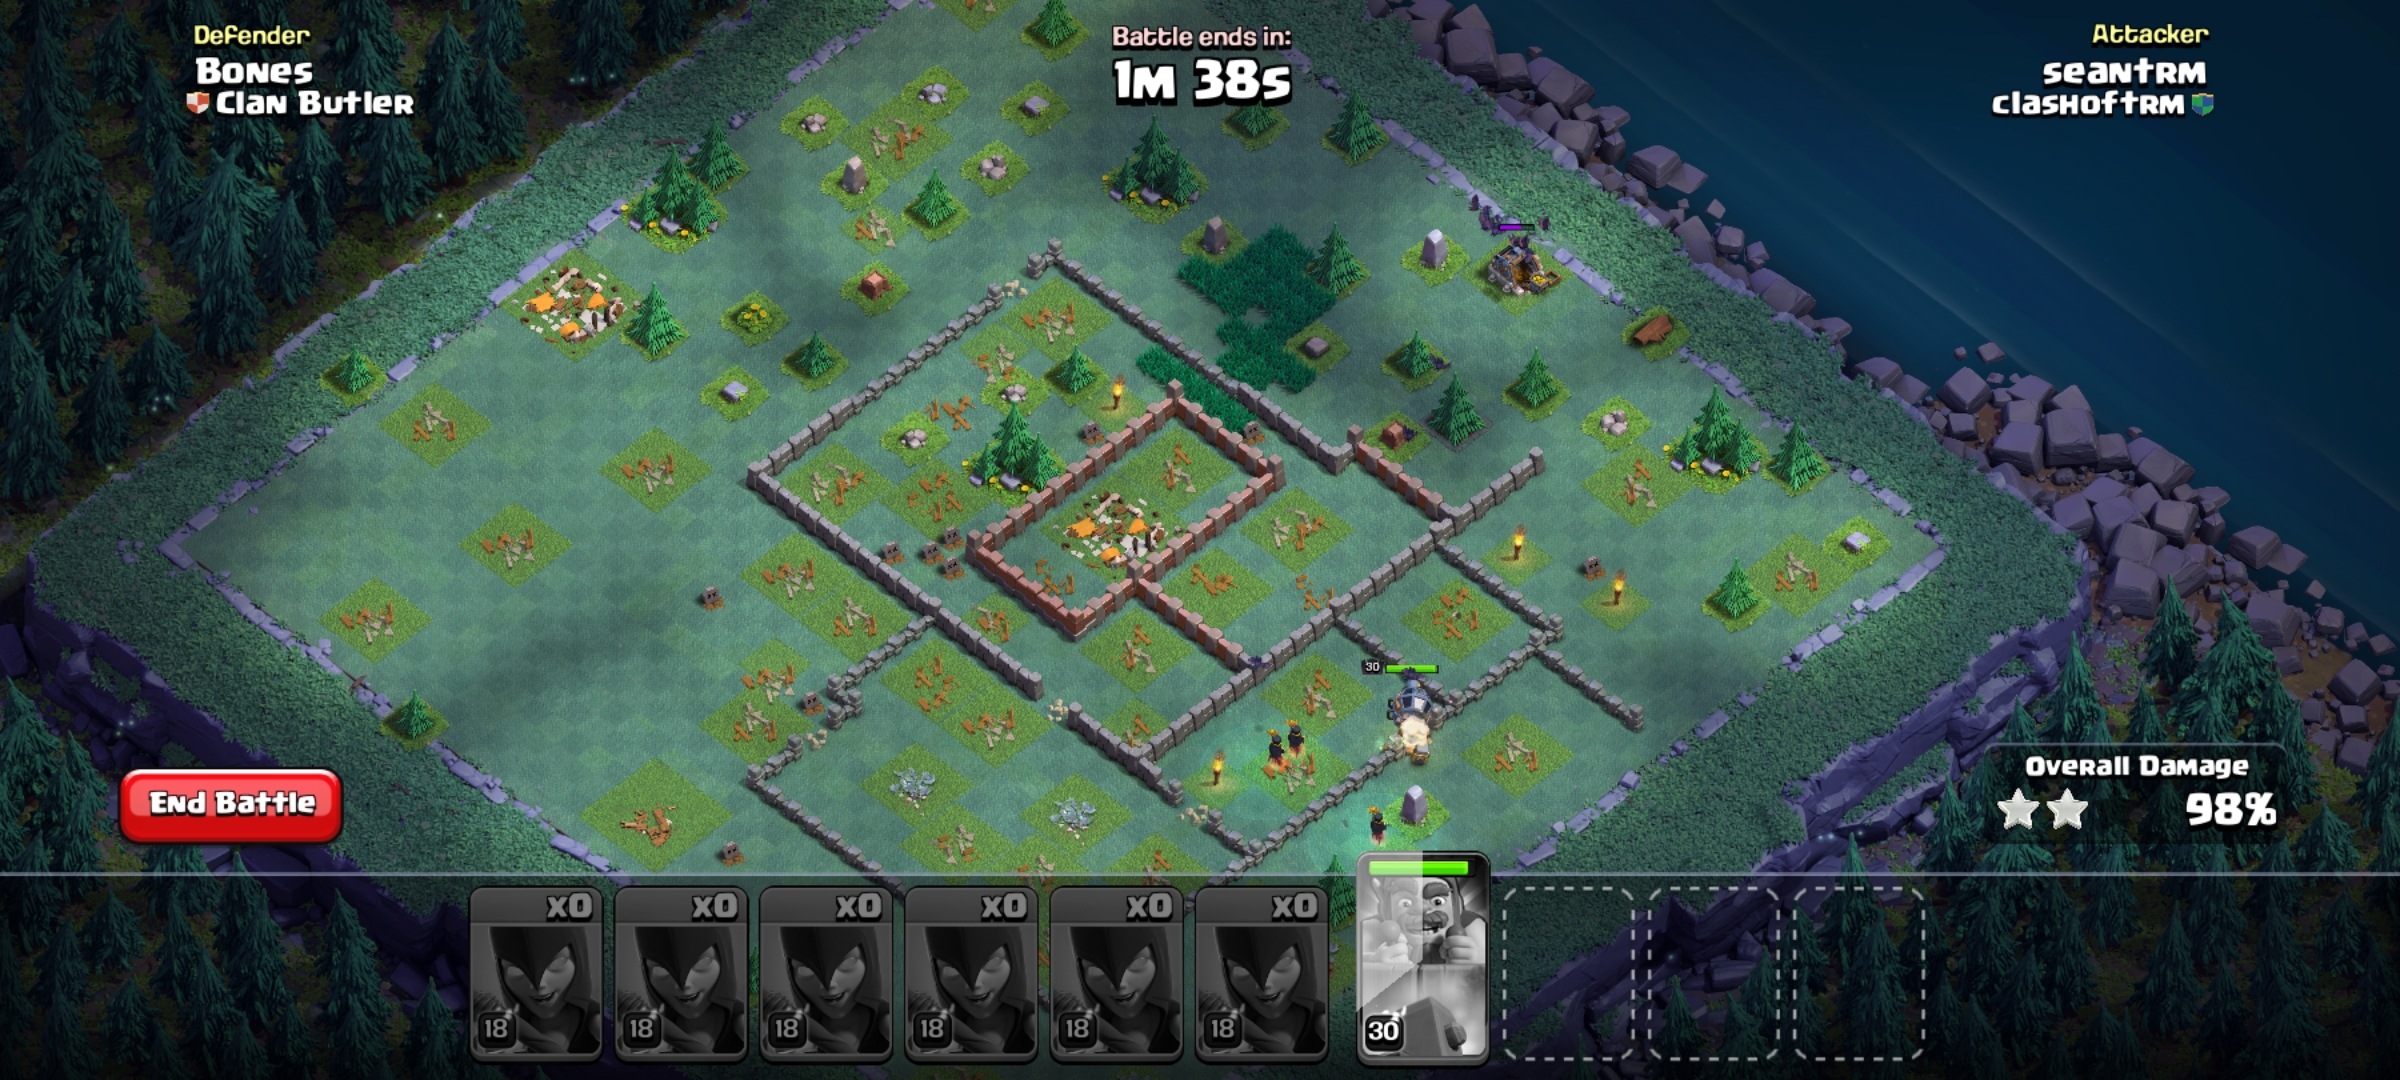 Defender
Bones
Clan Butler
Battle ends in:
1m 38s
Attacker
seantrm
clashoftrm
30
End Battle
Overall Damage
98%
x0
x0
x0
x0
x0
x0
18
18
18
18
18
18
30